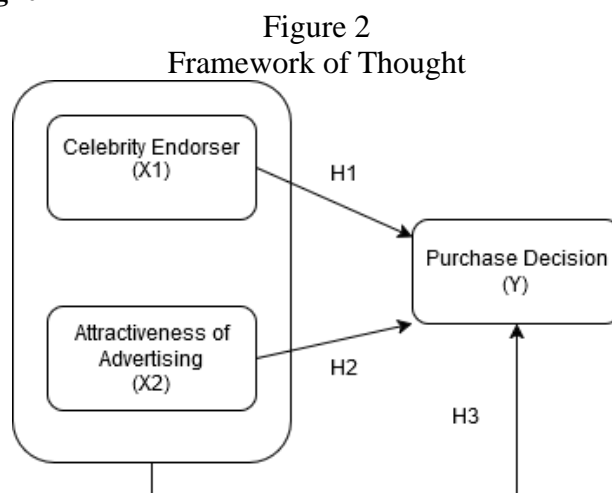 Figure 2
Framework of Thought
Celebrity Endorser
(X1)
H1
Purchase Decision
(Y)
Attractiveness of
Advertising
(X2)
H2
H3